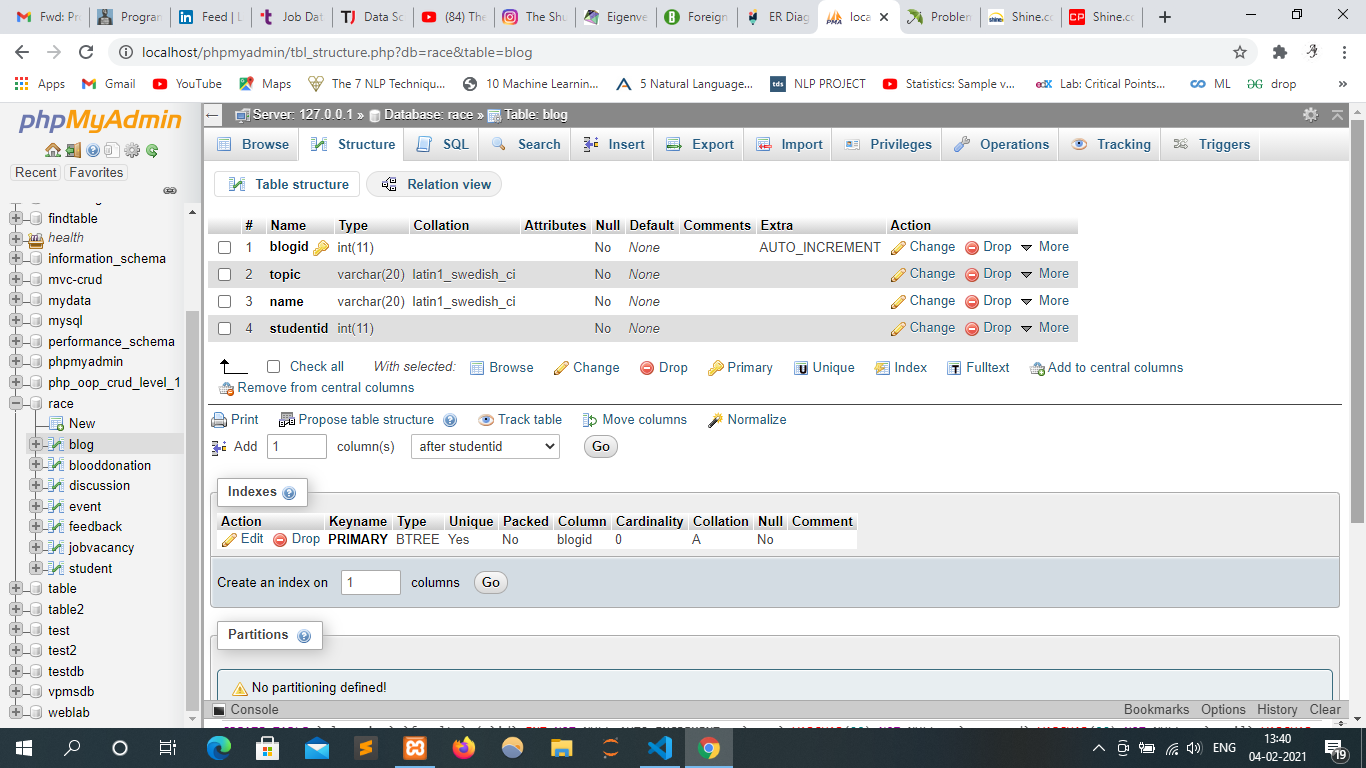 Fwd: Pr
Program
Feed | L
Job Dat
Data Sc
(84) The
The Shu
Eigenve
Foreign
ER Diag
loca
Problem
Shine.co
Shine.co
localhost/phpmyadmin/tbl_structure.php?db=race&table=blog
Apps Gmail YouTube Maps The 7 NLP Techniqu... 10 Machine Learnin... 5 Natural Language... NLP PROJECT Statistics: Sample v... Lab: Critical Points... ML drop »
phpMyAdmin
Recent Favorites
findtable
health
information_schema
mvc-crud
mydata
mysql
performance_schema
phpmyadmin
php_oop_crud_level_1
race
New
blog
blooddonation
discussion
event
feedback
jobvacancy
student
table
table2
test
test2
testdb
vpmsdb
weblab
Server: 127.0.0.1 » Database: race » Table: blog
Browse Structure SQL Search Insert Export Import Privileges Operations Tracking Triggers
Table structure Relation view
# Name Type Collation Attributes Null Default Comments Extra Action
1 blogid int(11) No None AUTO_INCREMENT Change Drop More
2 topic varchar(20) latin1_swedish_ci No None Change Drop More
3 name varchar(20) latin1_swedish_ci No None Change Drop More
4 studentid int(11) No None Change Drop More
Check all With selected: Browse Change Drop Primary Unique Index Fulltext Add to central columns
Remove from central columns
Print Propose table structure Track table Move columns Normalize
Add 1 column(s) after studentid Go
Indexes
Action Keyname Type Unique Packed Column Cardinality Collation Null Comment
Edit Drop PRIMARY BTREE Yes No blogid 0 A No
Create an index on 1 columns Go
Partitions
No partitioning defined!
Console Bookmarks Options History Clear
ENG
13:40
04-02-2021
19